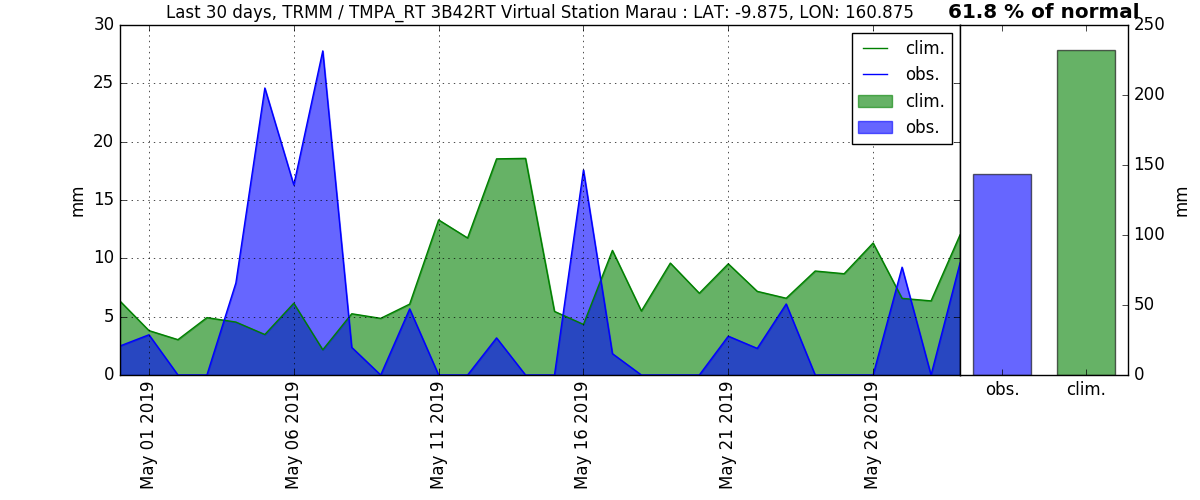 Last 30 days, TRMM / TMPA_RT 3B42RT Virtual Station Marau : LAT: -9.875, LON: 160.875
61.8 % of normal
30
25
20
15
10
5
0
mm
clim.
obs.
clim.
obs.
May 01 2019
May 06 2019
May 11 2019
May 16 2019
May 21 2019
May 26 2019
250
200
150
100
50
0
mm
obs.
clim.